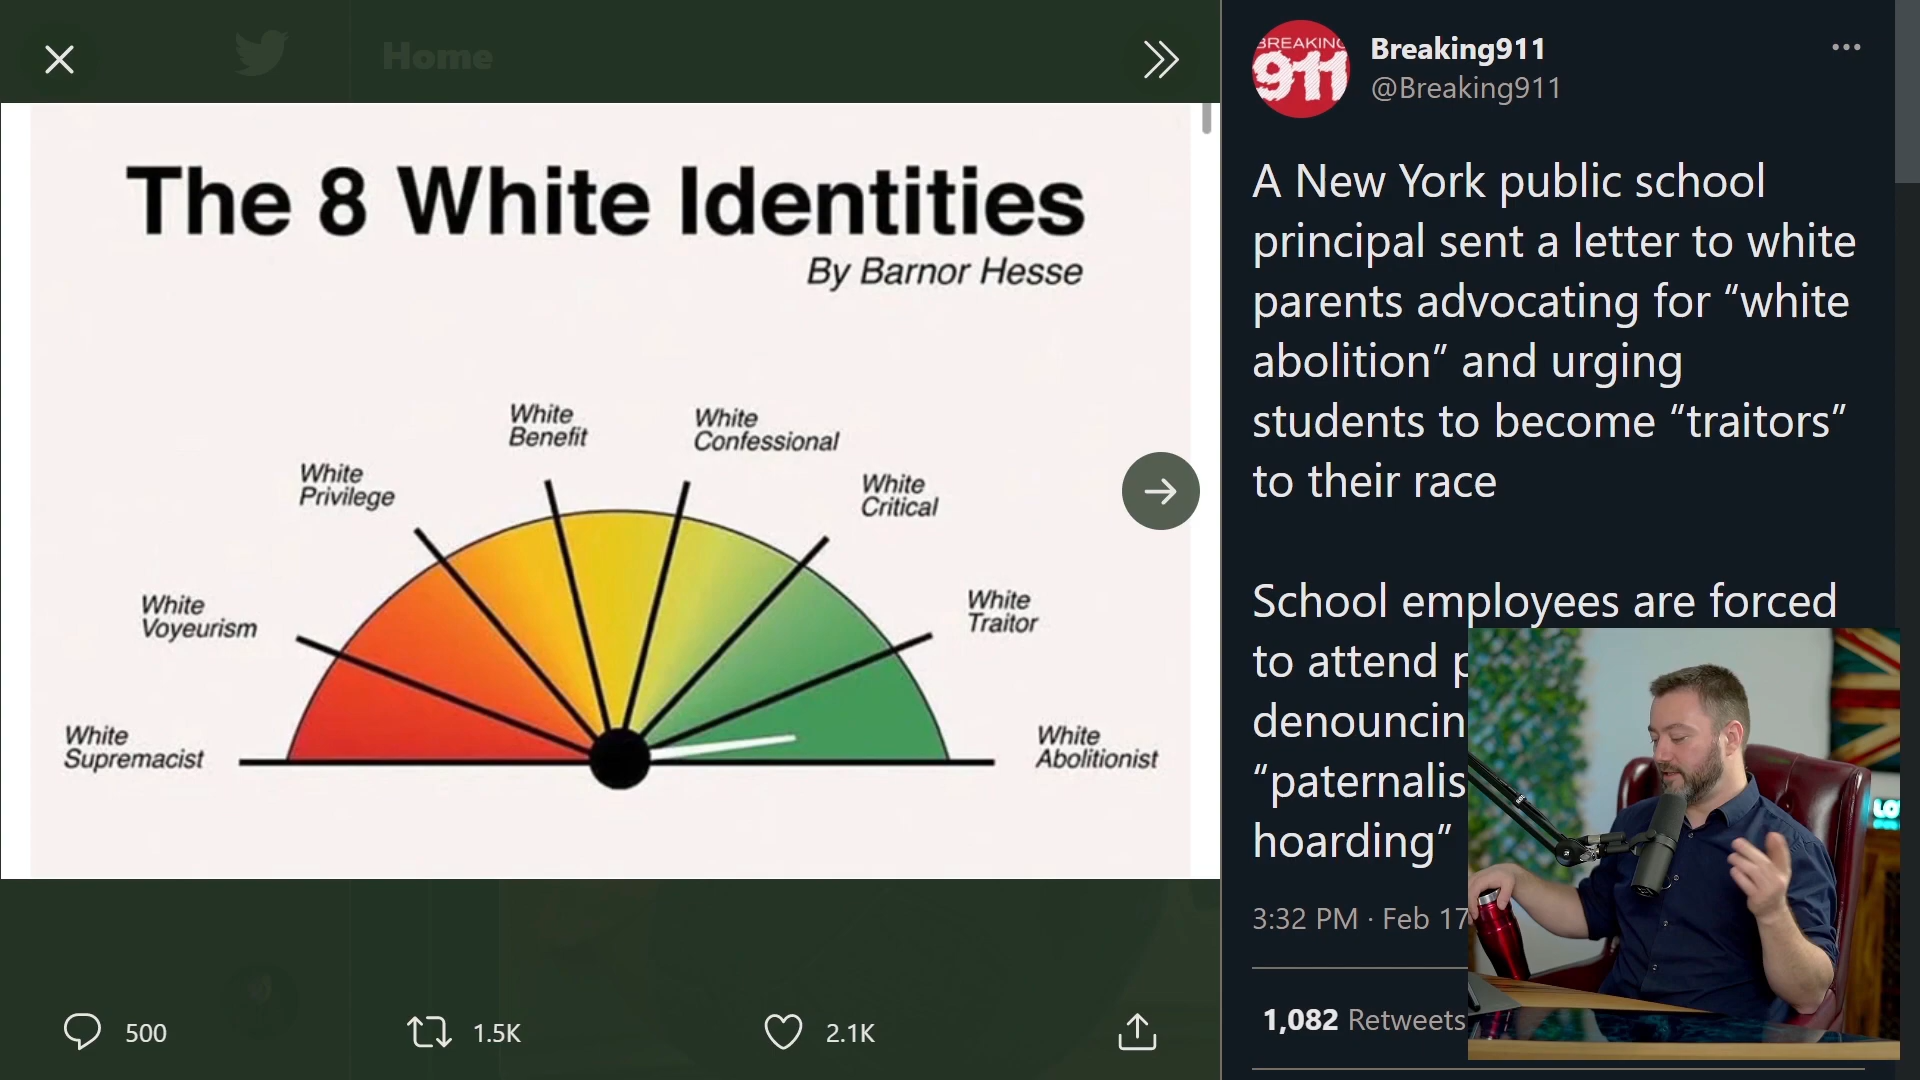 Home
The 8 White Identities
By Barnor Hesse
White
Benefit
White
Confessional
White
Privilege
White
Critical
White
Voyeurism
White
Traitor
White
Supremacist
White
Abolitionist
500
1.5K
2.1K
BREAKING
911
Breaking911
@Breaking911
A New York public school
principal sent a letter to white
parents advocating for “white
abolition” and urging
students to become “traitors”
to their race
School employees are forced
to attend p
denouncin
“paternalis
hoarding”
3:32 PM · Feb 17
1,082 Retweets
LO